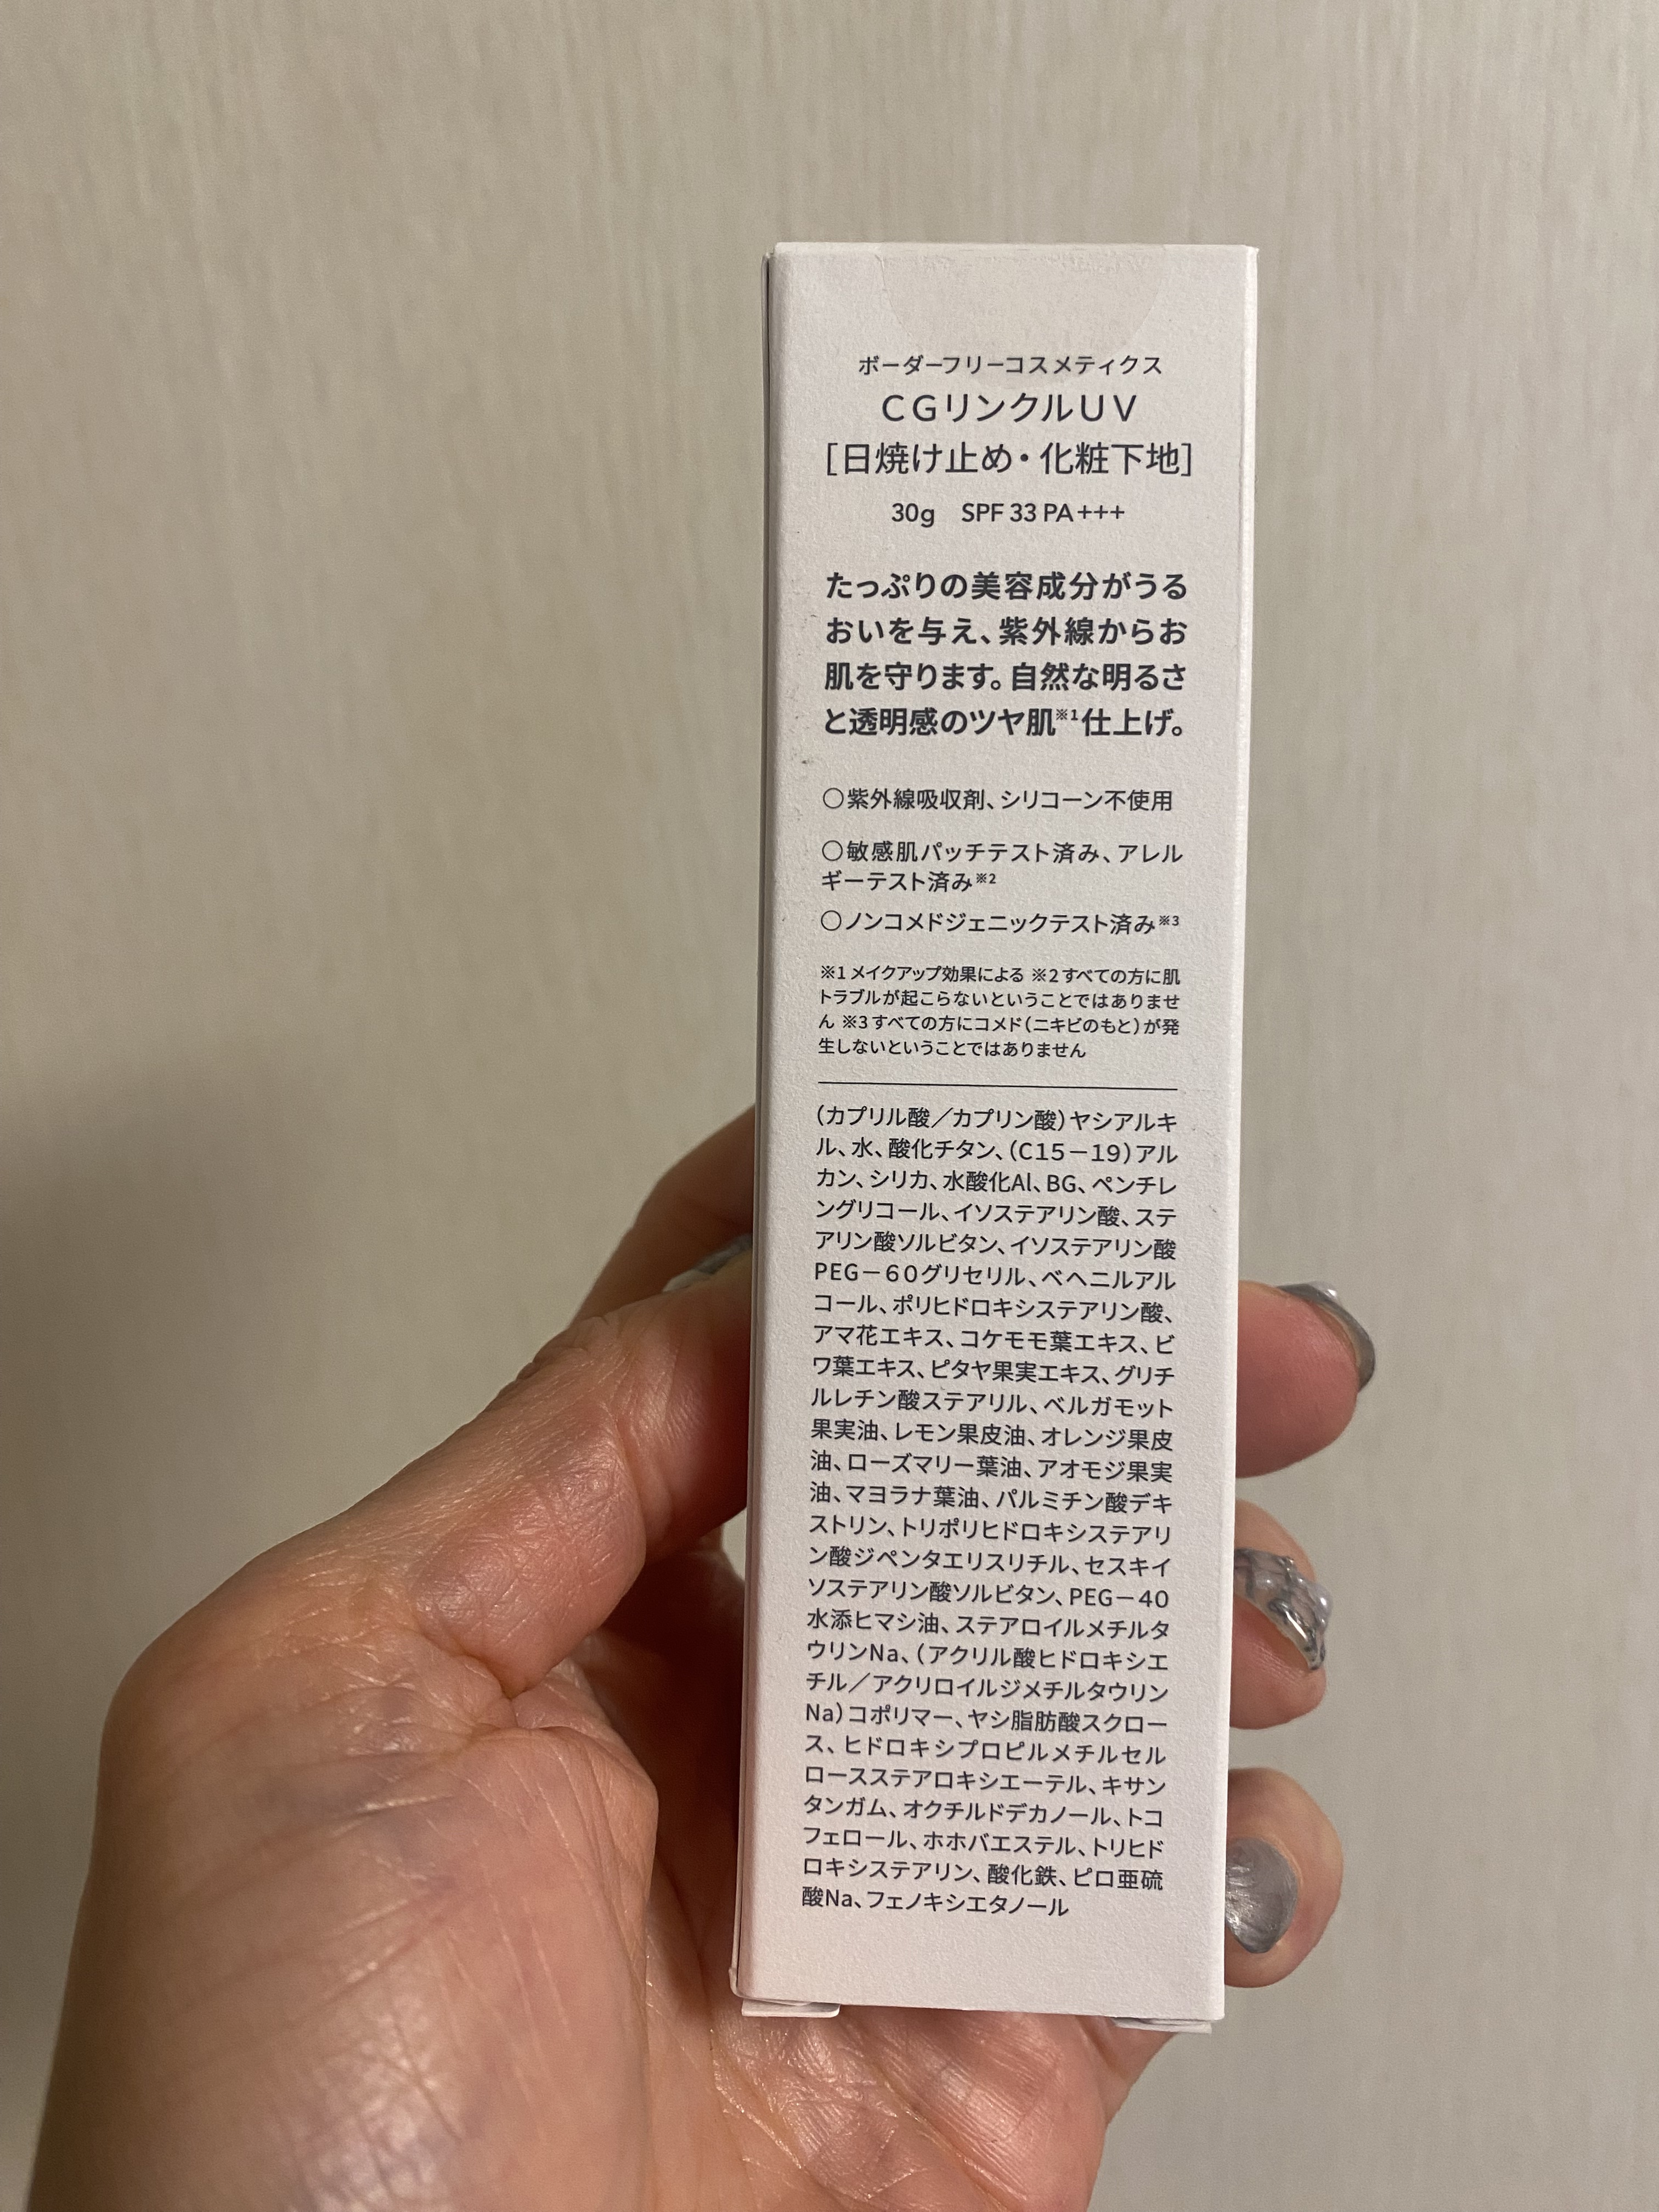 ボーダーフリーコスメティクス
CGリンクルUV
［日焼け止め・化粧下地］
30g SPF 33 PA+++
たっぷりの美容成分がうる
おいを与え、紫外線からお
肌を守ります。自然な明るさ
と透明感のツヤ肌※1仕上げ。
○紫外線吸収剤、シリコーン不使用
○敏感肌パッチテスト済み、アレル
ギーテスト済み※2
○ノンコメドジェニックテスト済み※3
※1 メイクアップ効果による ※2 すべての方に肌
トラブルが起こらないということではありませ
ん ※3 すべての方にコメド（ニキビのもと）が発
生しないということではありません
（カプリル酸／カプリン酸）ヤシアルキ
ル、水、酸化チタン、（C15－19）アル
カン、シリカ、水酸化Al、BG、ペンチレ
ングリコール、イソステアリン酸、ステ
アリン酸ソルビタン、イソステアリン酸
PEG－60グリセリル、ベヘニルアル
コール、ポリヒドロキシステアリン酸、
アマ花エキス、コケモモ葉エキス、ビ
ワ葉エキス、ピタヤ果実エキス、グリチ
ルレチン酸ステアリル、ベルガモット
果実油、レモン果皮油、オレンジ果皮
油、ローズマリー葉油、アオモジ果実
油、マヨラナ葉油、パルミチン酸デキ
ストリン、トリポリヒドロキシステアリ
ン酸ジペンタエリスリチル、セスキイ
ソステアリン酸ソルビタン、PEG－40
水添ヒマシ油、ステアロイルメチルタ
ウリンNa、（アクリル酸ヒドロキシエ
チル／アクリロイルジメチルタウリン
Na）コポリマー、ヤシ脂肪酸スクロー
ス、ヒドロキシプロピルメチルセル
ロースステアロキシエーテル、キサン
タンガム、オクチルドデカノール、トコ
フェロール、ホホバエステル、トリヒド
ロキシステアリン、酸化鉄、ピロ亜硫
酸Na、フェノキシエタノール